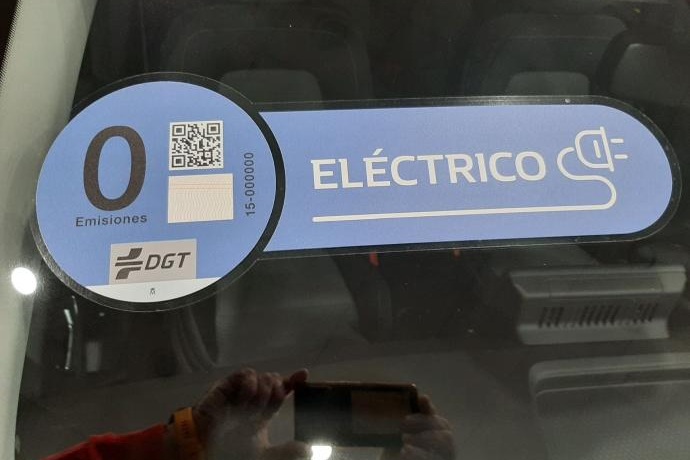 0
Emisiones
15-000000
DGT
ELÉCTRICO